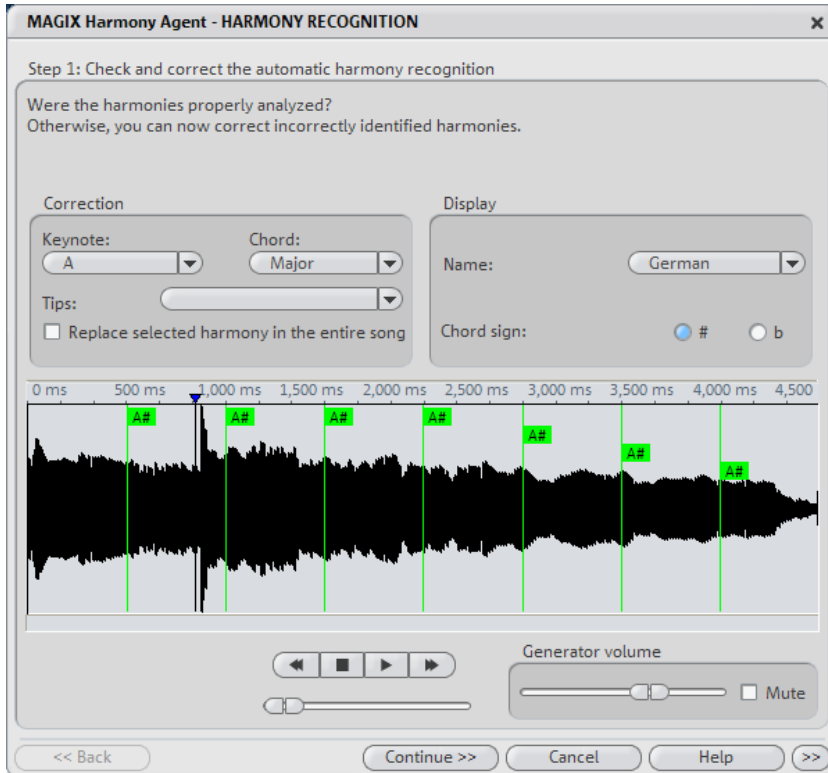 MAGIX Harmony Agent - HARMONY RECOGNITION
Step 1: Check and correct the automatic harmony recognition
Were the harmonies properly analyzed?
Otherwise, you can now correct incorrectly identified harmonies.
Correction
Keynote: Chord:
A Major
Tips:
Replace selected harmony in the entire song
Display
Name: German
Chord sign: # b
0 ms 500 ms 1,000 ms 1,500 ms 2,000 ms 2,500 ms 3,000 ms 3,500 ms 4,000 ms 4,500
A# A# A# A# A# A# A#
Generator volume
Mute
<< Back Continue >> Cancel Help >>